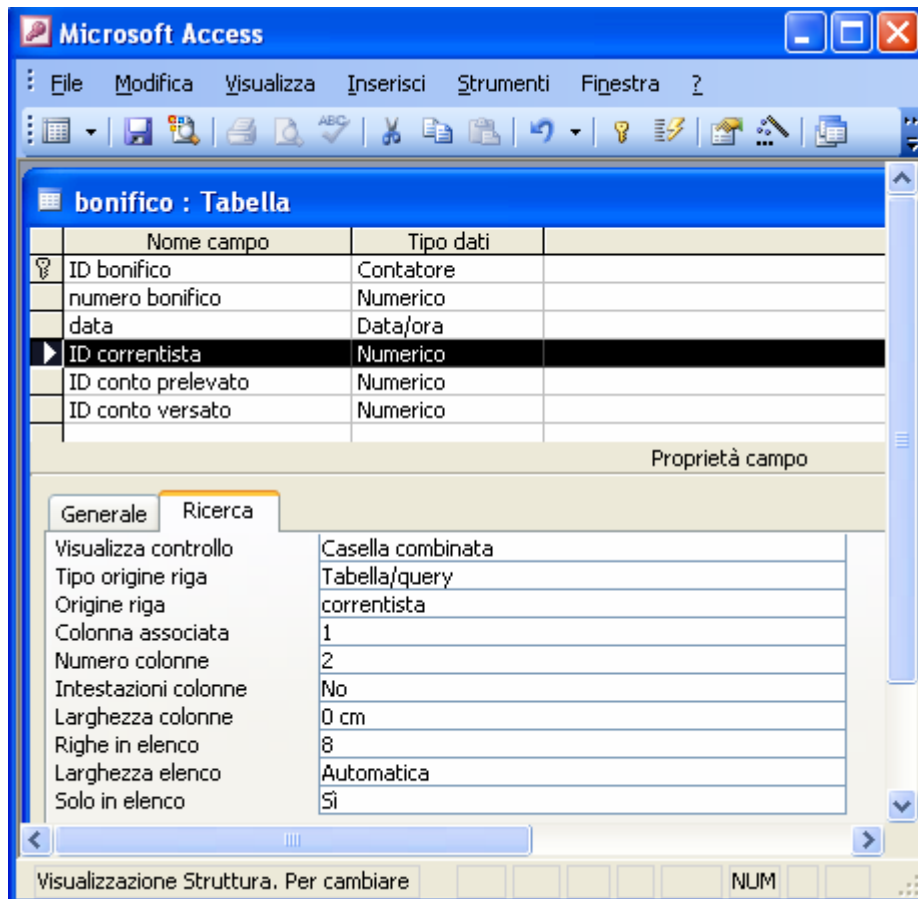 Microsoft Access
File Modifica Visualizza Inserisci Strumenti Finestra ?
ABC
bonifico : Tabella
Nome campo Tipo dati
ID bonifico Contatore
numero bonifico Numerico
data Data/ora
ID correntista Numerico
ID conto prelevato Numerico
ID conto versato Numerico
Proprietà campo
Generale Ricerca
Visualizza controllo Casella combinata
Tipo origine riga Tabella/query
Origine riga correntista
Colonna associata 1
Numero colonne 2
Intestazioni colonne No
Larghezza colonne 0 cm
Righe in elenco 8
Larghezza elenco Automatica
Solo in elenco Sì
Visualizzazione Struttura. Per cambiare NUM